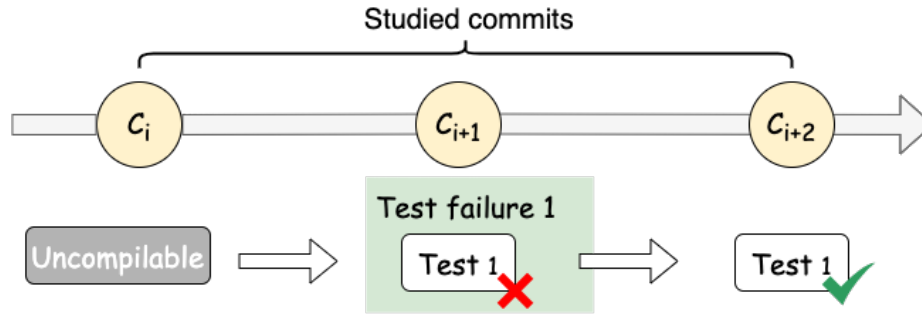 Studied commits
Ci
Ci+1
Ci+2
Test failure 1
Uncompilable
Test 1
Test 1